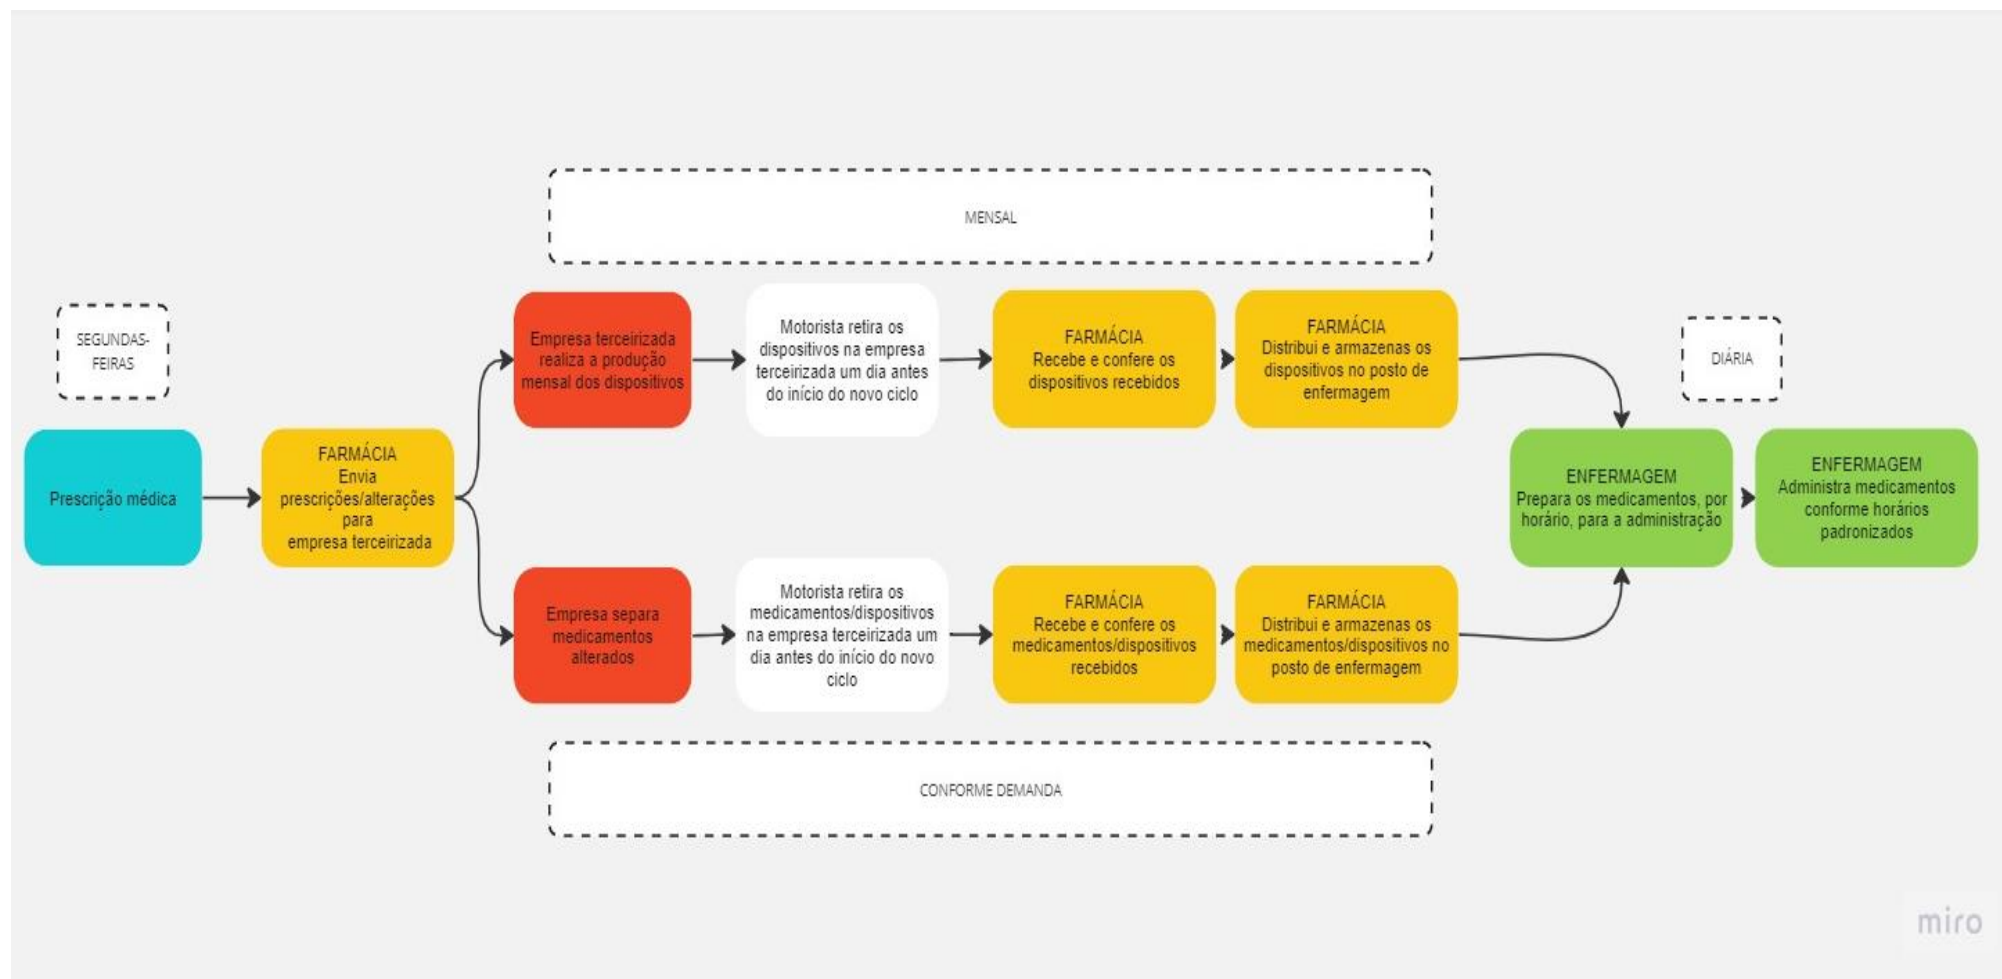 MENSAL
SEGUNDAS-
FEIRAS
Prescrição médica
FARMÁCIA
Envia
prescrições/alterações
para
empresa terceirizada
Empresa terceirizada
realiza a produção
mensal dos dispositivos
Motorista retira os
dispositivos na empresa
terceirizada um dia antes
do início do novo ciclo
FARMÁCIA
Recebe e confere os
dispositivos recebidos
FARMÁCIA
Distribui e armazenas os
dispositivos no posto de
enfermagem
Empresa separa
medicamentos
alterados
Motorista retira os
medicamentos/dispositivos
na empresa terceirizada um
dia antes do início do novo
ciclo
FARMÁCIA
Recebe e confere os
medicamentos/dispositivos
recebidos
FARMÁCIA
Distribui e armazenas os
medicamentos/dispositivos no
posto de enfermagem
DIÁRIA
ENFERMAGEM
Prepara os medicamentos, por
horário, para a administração
ENFERMAGEM
Administra medicamentos
conforme horários
padronizados
CONFORME DEMANDA
miro